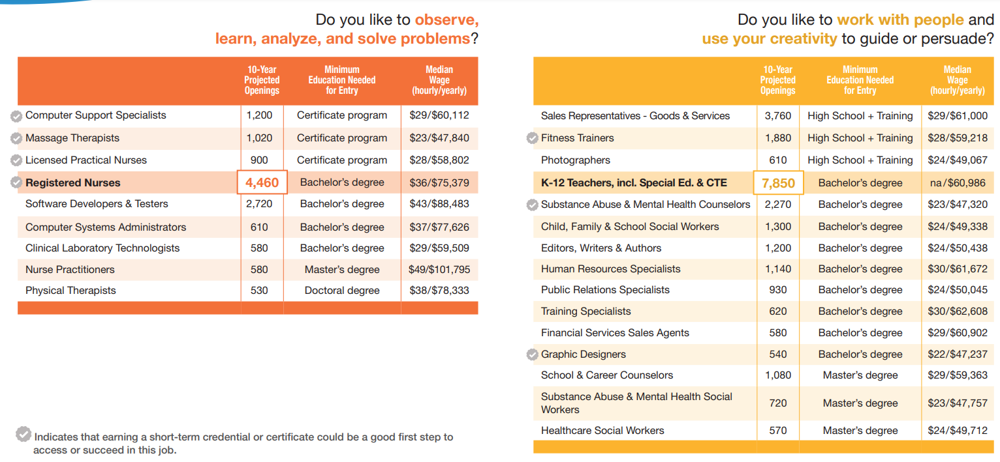 Do you like to observe,
learn, analyze, and solve problems?
10-Year
Projected
Openings
Minimum
Education Needed
for Entry
Median
Wage
(hourly/yearly)
Computer Support Specialists 1,200 Certificate program $29/$60,112
Massage Therapists 1,020 Certificate program $23/$47,840
Licensed Practical Nurses 900 Certificate program $28/$58,802
Registered Nurses 4,460 Bachelor’s degree $36/$75,379
Software Developers & Testers 2,720 Bachelor’s degree $43/$88,483
Computer Systems Administrators 610 Bachelor’s degree $37/$77,626
Clinical Laboratory Technologists 580 Bachelor’s degree $29/$59,509
Nurse Practitioners 580 Master’s degree $49/$101,795
Physical Therapists 530 Doctoral degree $38/$78,333
Indicates that earning a short-term credential or certificate could be a good first step to
access or succeed in this job.
Do you like to work with people and
use your creativity to guide or persuade?
10-Year
Projected
Openings
Minimum
Education Needed
for Entry
Median
Wage
(hourly/yearly)
Sales Representatives - Goods & Services 3,760 High School + Training $29/$61,000
Fitness Trainers 1,880 High School + Training $28/$59,218
Photographers 610 High School + Training $24/$49,067
K-12 Teachers, incl. Special Ed. & CTE 7,850 Bachelor’s degree na/$60,986
Substance Abuse & Mental Health Counselors 2,270 Bachelor’s degree $23/$47,320
Child, Family & School Social Workers 1,300 Bachelor’s degree $24/$49,338
Editors, Writers & Authors 1,200 Bachelor’s degree $24/$50,438
Human Resources Specialists 1,140 Bachelor’s degree $30/$61,672
Public Relations Specialists 930 Bachelor’s degree $24/$50,045
Training Specialists 620 Bachelor’s degree $30/$62,608
Financial Services Sales Agents 580 Bachelor’s degree $29/$60,902
Graphic Designers 540 Bachelor’s degree $22/$47,237
School & Career Counselors 1,080 Master’s degree $29/$59,363
Substance Abuse & Mental Health Social
Workers 720 Master’s degree $23/$47,757
Healthcare Social Workers 570 Master’s degree $24/$49,712